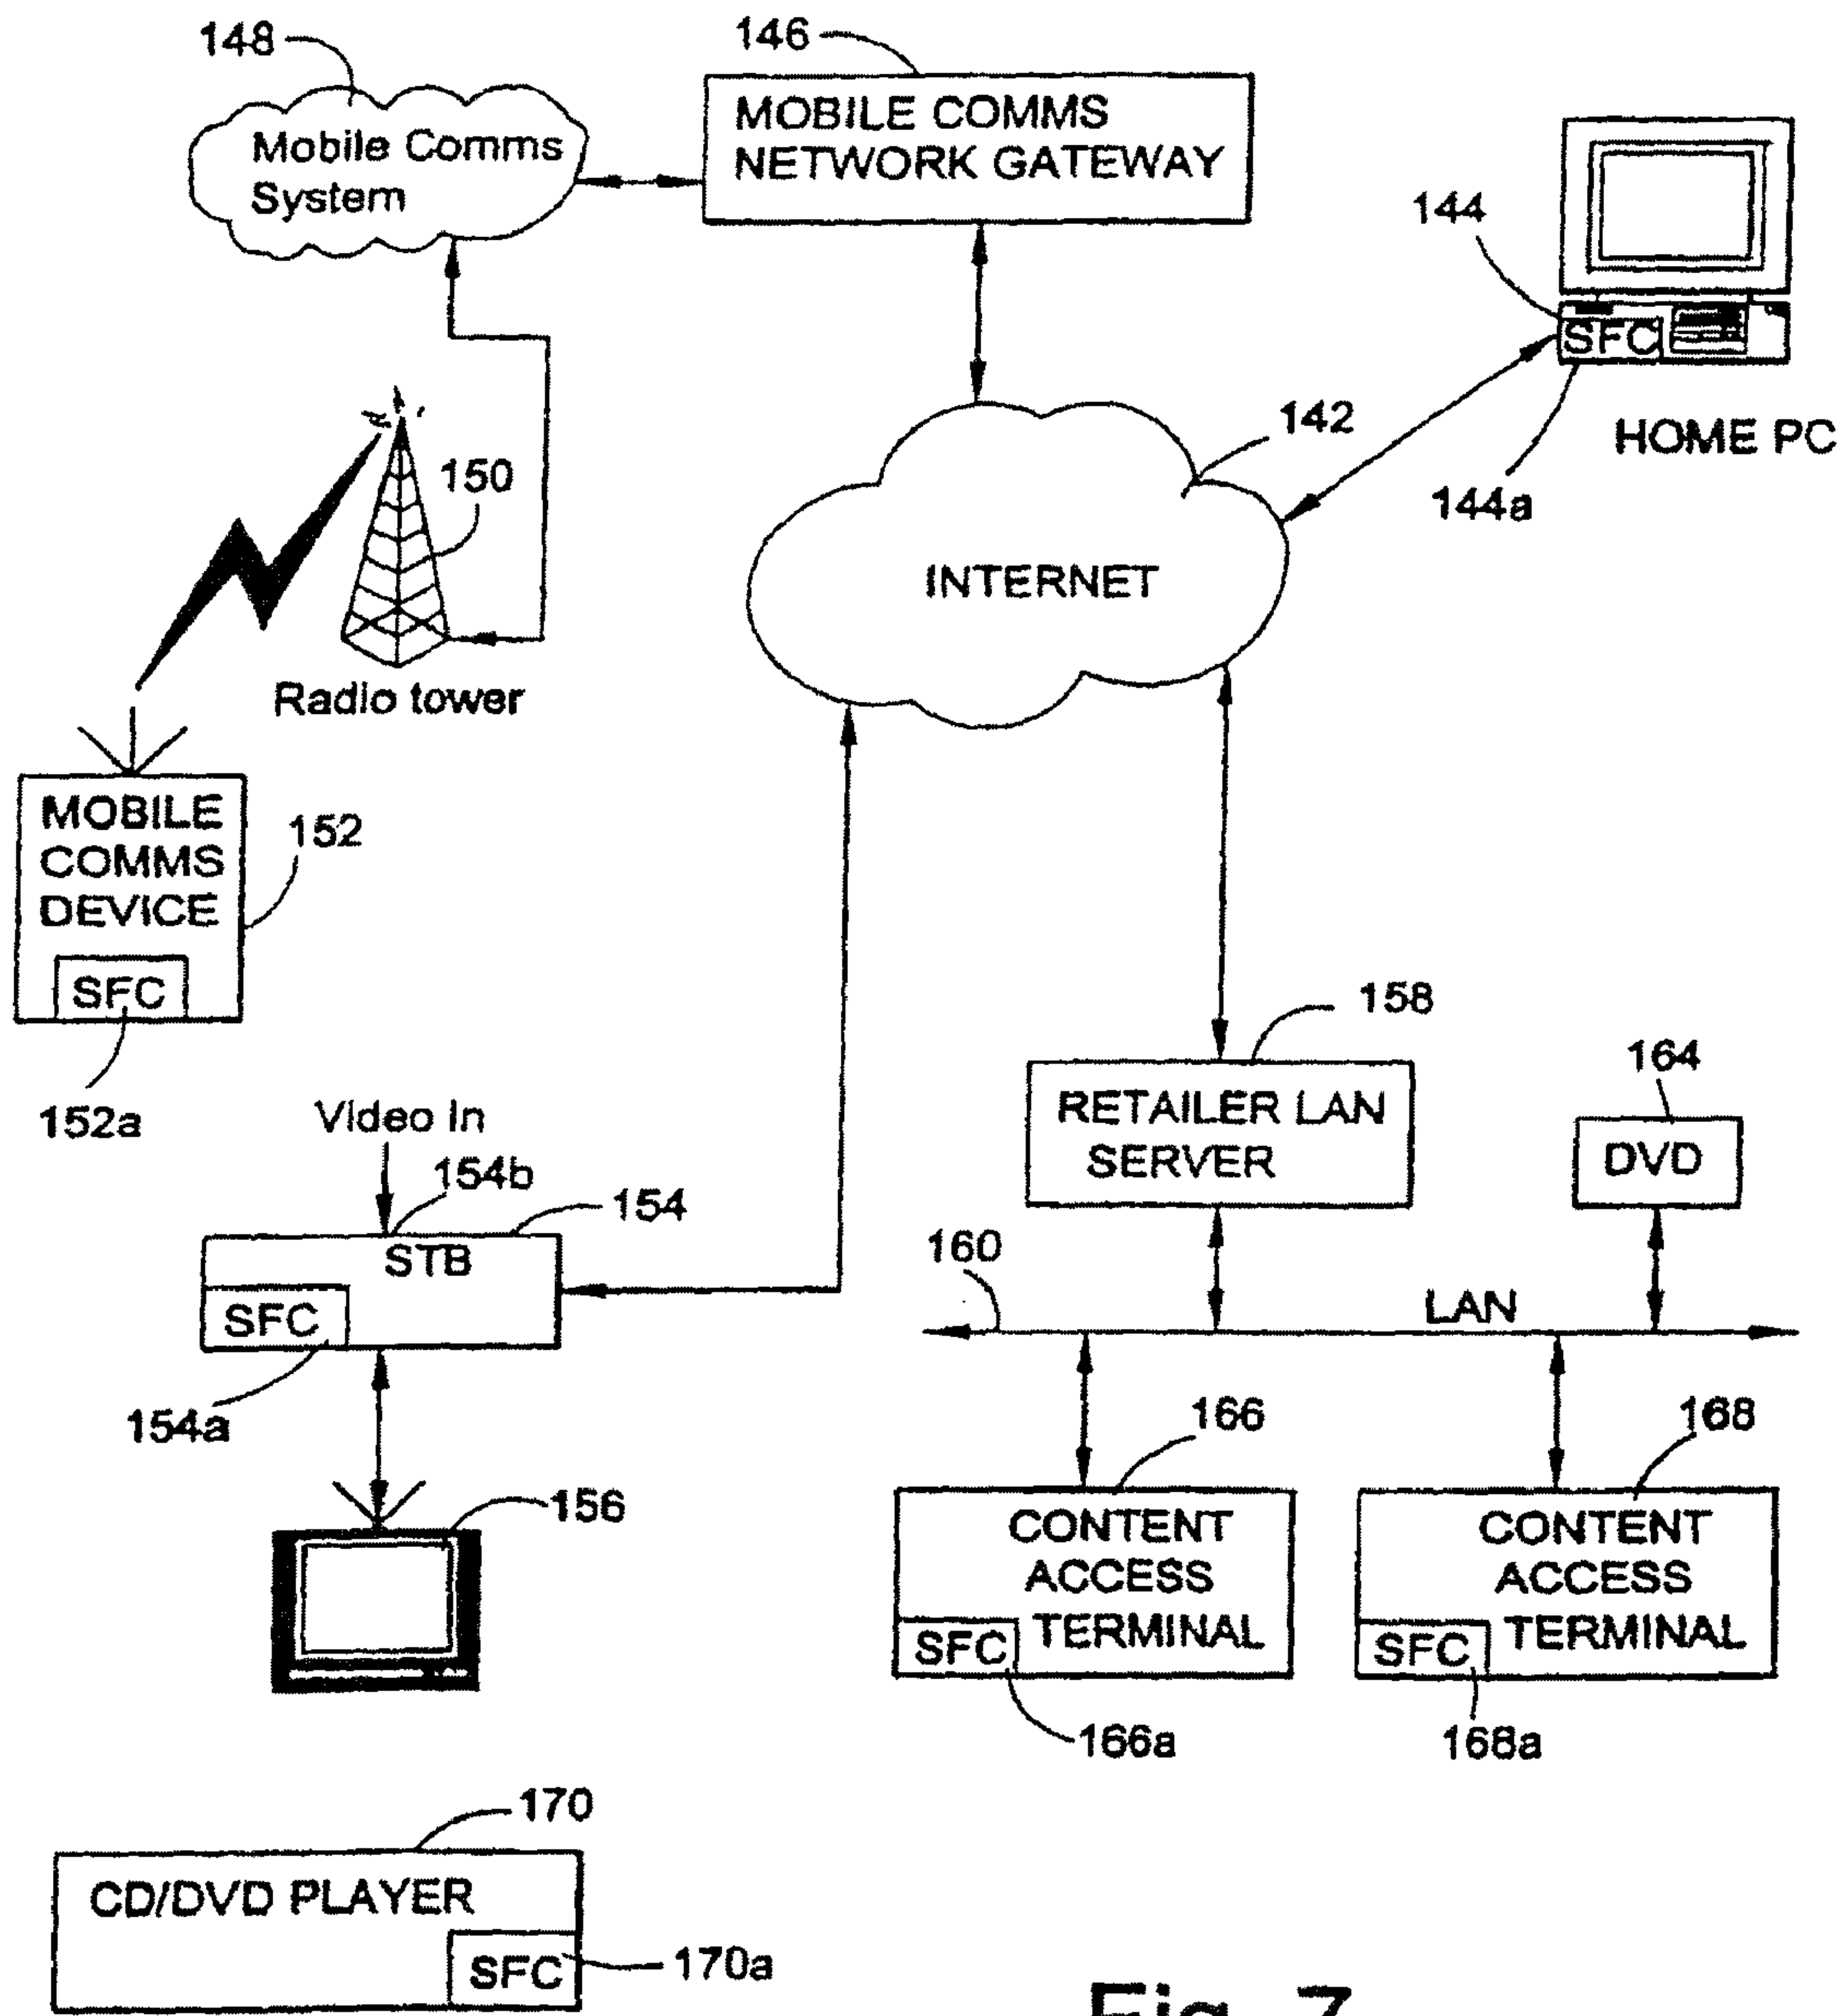 148
146
Mobile Comms
System
MOBILE COMMS
NETWORK GATEWAY
144
SFC
HOME PC
144a
142
INTERNET
150
Radio tower
MOBILE
COMMS
DEVICE
SFC
152
152a
Video In
154b
154
STB
SFC
154a
156
158
RETAILER LAN
SERVER
164
DVD
160
LAN
166
CONTENT
ACCESS
TERMINAL
SFC
166a
168
CONTENT
ACCESS
TERMINAL
SFC
168a
170
CD/DVD PLAYER
SFC
170a
Fig. 7